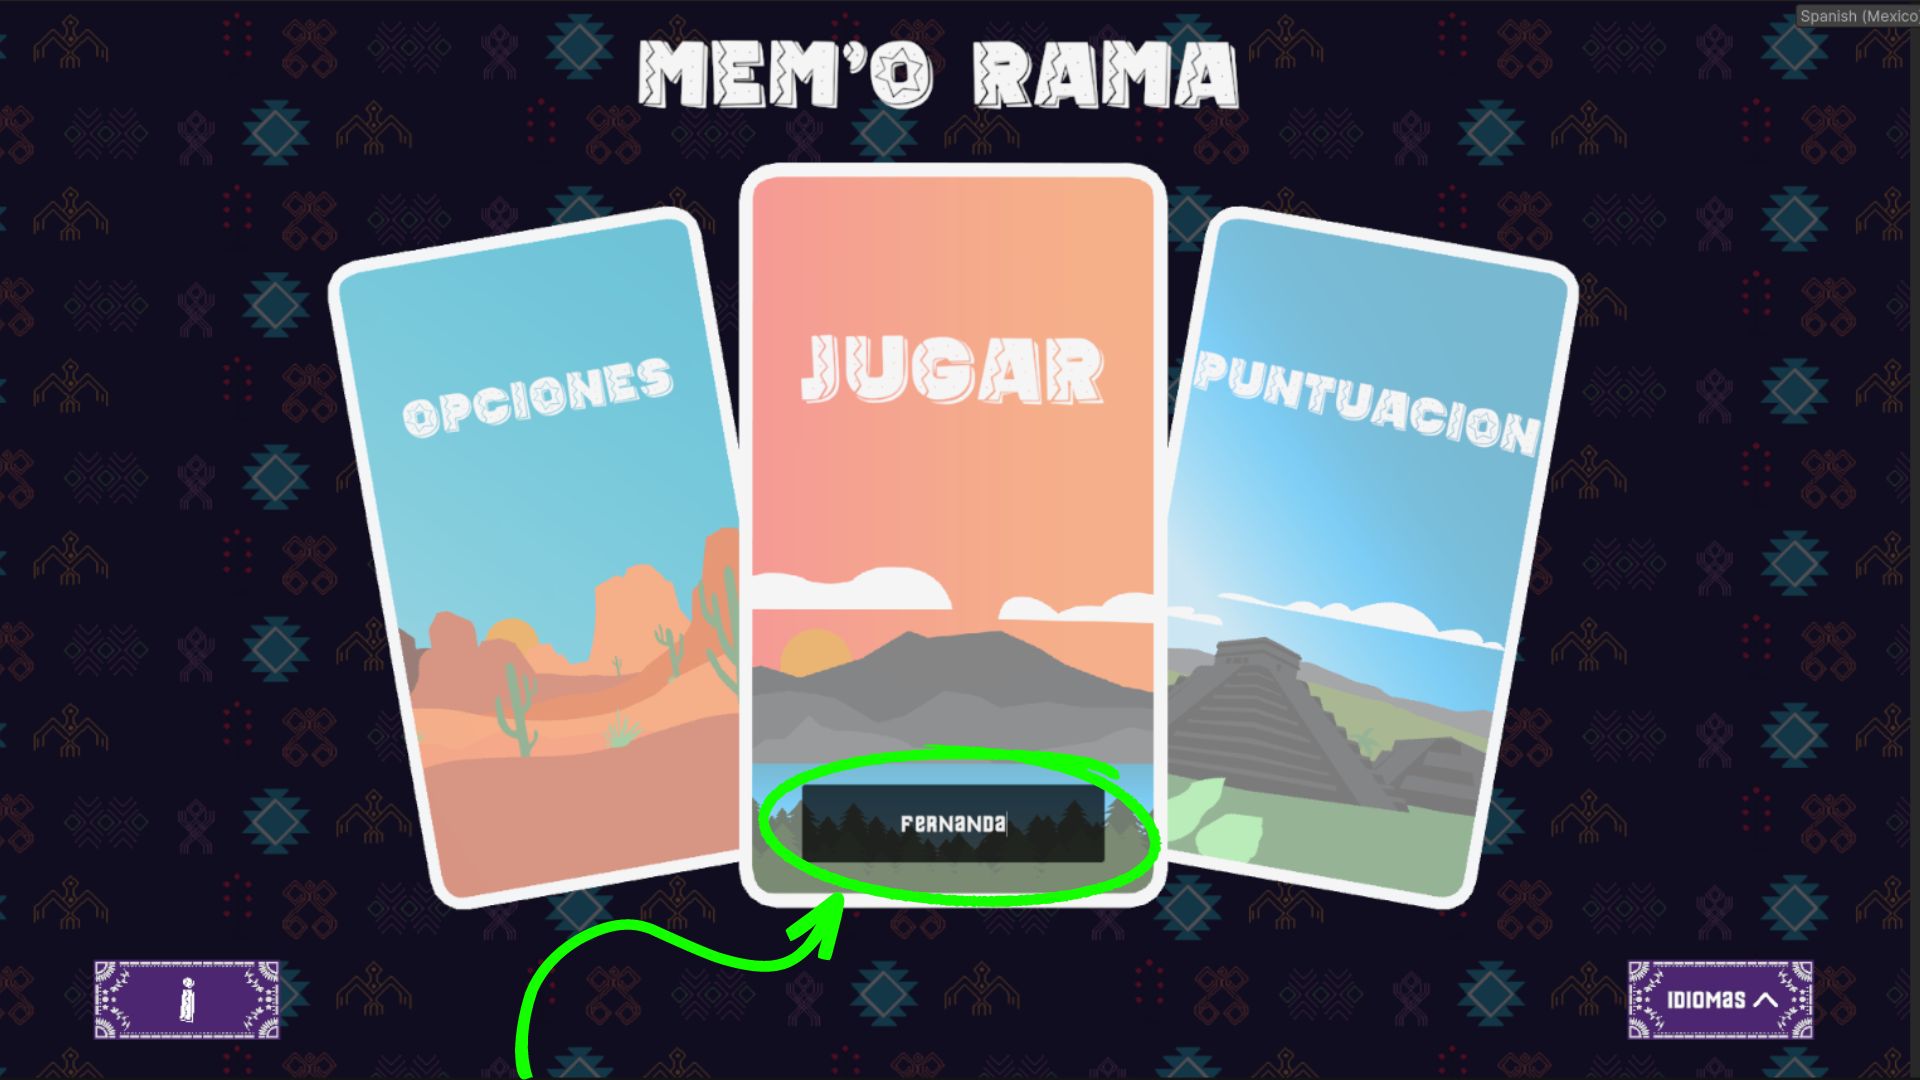 Spanish (Mexico
MEM'O RAMA
OPCIONES
JUGAR
PUNTUACION
FERNANDA
i
IDIOMAS